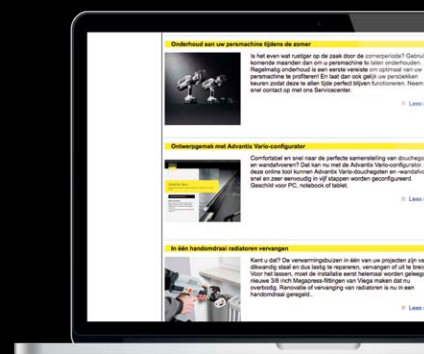 Onderhoud aan uw persmachine tijdens de zomer
Is het even wat rustiger op de zaak door de zomerperiode? Gebruik
komende maanden dan om u persmachine te laten onderhouden.
Regelmatig onderhoud is een eerste vereiste om optimaal van uw
persmachine te profiteren! En laat dan ook gelijk uw persbekken
keuren zodat deze te allen tijde perfect blijven functioneren. Neem
snel contact op met ons Servicecenter.
Lees
Ontwerpgemak met Advantix Vario-configurator
Comfortabel en snel naar de perfecte samenstelling van douchego
en wandafvoeren? Dat kan nu met de Advantix Vario-configurator.
deze online tool kunnen Advantix Vario-douchegoten en -wandafvo
snel en zeer eenvoudig in vijf stappen worden geconfigureerd.
Geschikt voor PC, notebook of tablet.
Lees
In één handomdraai radiatoren vervangen
Kent u dat? De verwarmingsbuizen in één van uw projecten zijn va
dikwandig staal en dus lastig te repareren, vervangen of uit te brei
Voor het lassen, moet de installatie eerst helemaal worden geleeg
nieuwe 3/8 inch Megapress-fittingen van Viega maken dat nu
overbodig. Renovatie of vervanging van radiatoren is nu in een
handomdraai geregeld..
Lees